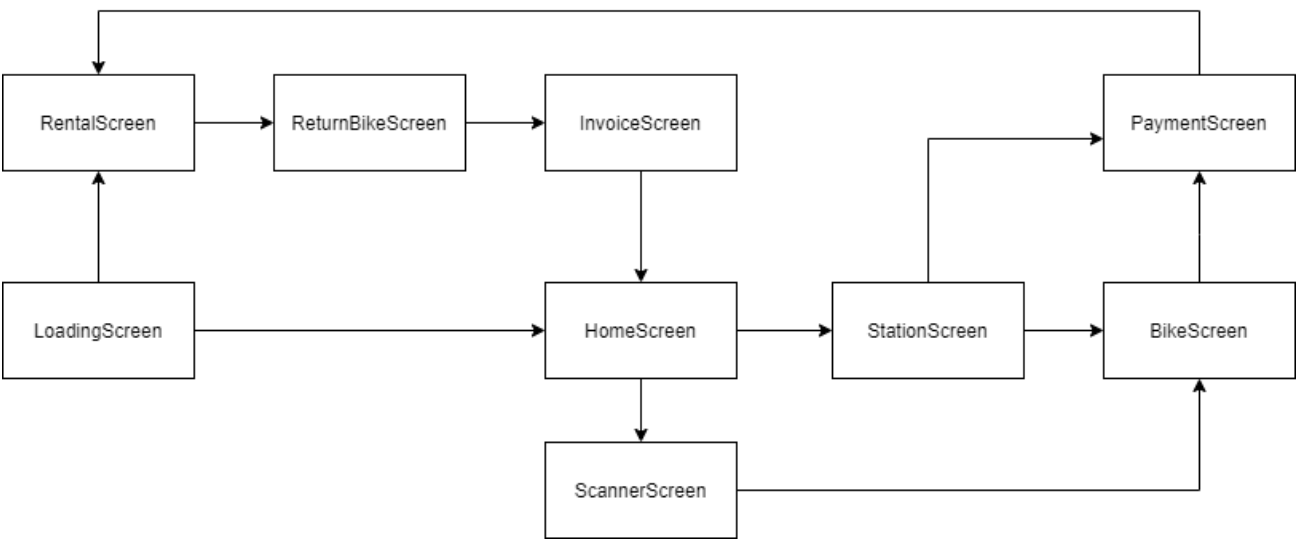 RentalScreen
ReturnBikeScreen
InvoiceScreen
PaymentScreen
LoadingScreen
HomeScreen
StationScreen
BikeScreen
ScannerScreen